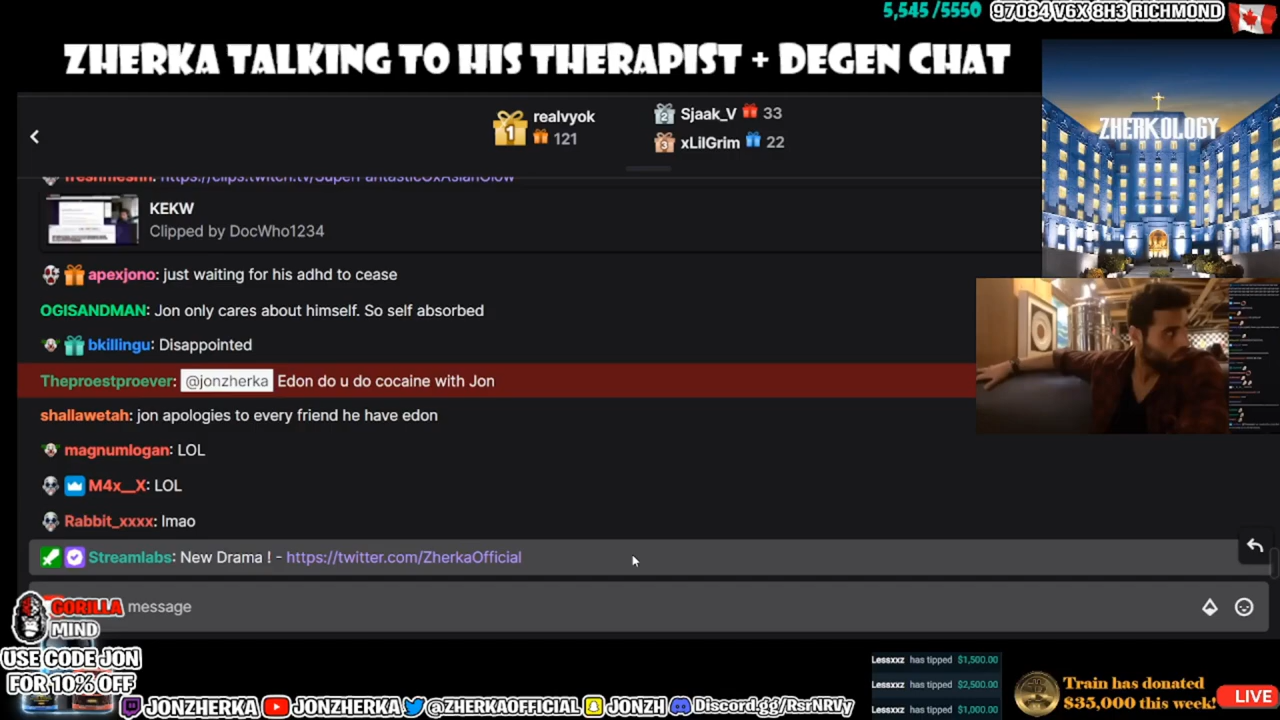 5,545 /5550
97084 V6X 8H3 RICHMOND
ZHERKA TALKING TO HIS THERAPIST + DEGEN CHAT
1
realvyok
121
2
Sjaak_V
33
3
xLilGrim
22
ZHERKOLOGY
KEKW
Clipped by DocWho1234
apexjono: just waiting for his adhd to cease
OGISANDMAN: Jon only cares about himself. So self absorbed
bkillingu: Disappointed
Theproestproever: @jonzherka Edon do u do cocaine with Jon
shallawetah: jon apologies to every friend he have edon
magnumlogan: LOL
M4x__X: LOL
Rabbit_xxxx: lmao
Streamlabs: New Drama ! - https://twitter.com/ZherkaOfficial
message
GORILLA
MIND
USE CODE JON
FOR 10% OFF
Lessxxz has tipped $1,500.00
Lessxxz has tipped $2,500.00
Lessxxz has tipped $1,000.00
Train has donated
$35,000 this week!
LIVE
JONZHERKA
JONZHERKA
@ZHERKAOFFICIAL
JONZH
Discord.gg/RsrNRVy